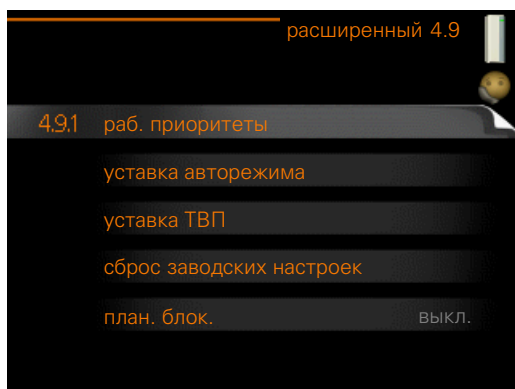 расширенный 4.9
4.9.1 раб. приоритеты
уставка авторежима
уставка ТВП
сброс заводских настроек
план. блок. выкл.